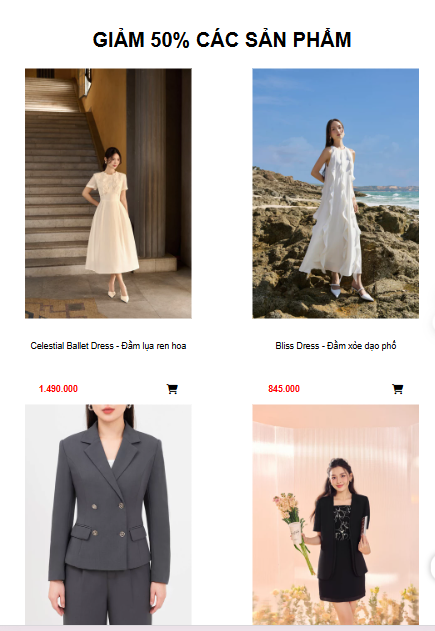 GIẢM 50% CÁC SẢN PHẨM
Celestial Ballet Dress - Đầm lụa ren hoa
Bliss Dress - Đầm xòe dạo phố
1.490.000
845.000